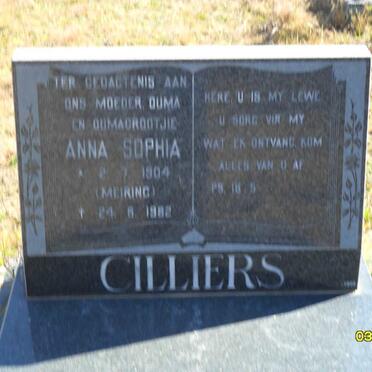 TER GEDAGTENIS AAN
ONS MOEDER, OUMA
EN OUMAGROOTJIE
ANNA SOPHIA
* 2. 7. 1904
(MEIRING)
† 24. 6. 1982
HERE, U IS MY LEWE
U SORG VIR MY
WAT EK ONTVANG KOM
ALLES VAN U AF
PS. 16: 5
CILLIERS
03